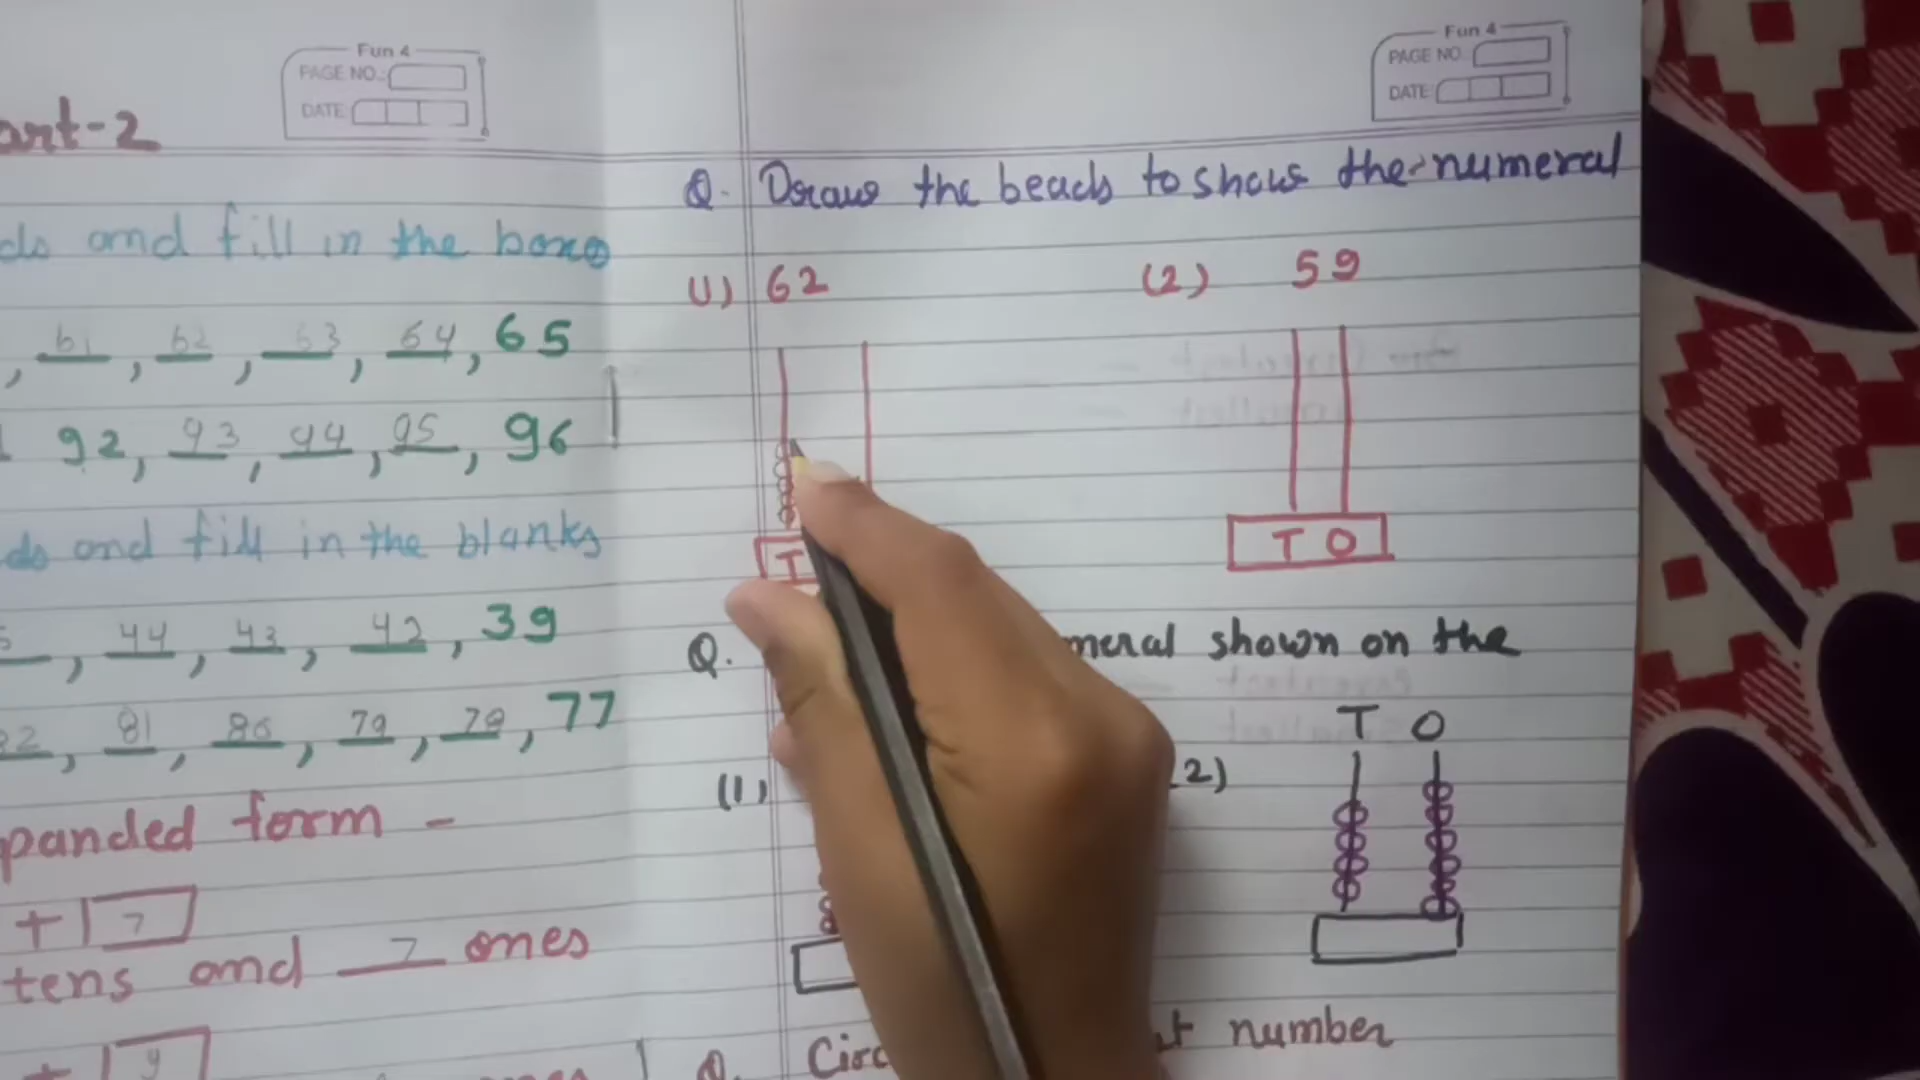 Fun 4
PAGE NO.:
DATE:
art-2
ds and fill in the boxes
, 61, 62, 63, 64, 65
92, 93, 94, 95, 96
ds and fill in the blanks
, 44, 43, 42, 39
82, 81, 80, 79, 78, 77
panded form -
+ 7
tens and 7 ones
+ 9
Fun 4
PAGE NO.:
DATE:
Q. Draw the beads to show the numeral
(1) 62 (2) 59
T
T O
Q. meral shown on the
T O
(1) (2)
Q. Circ t number